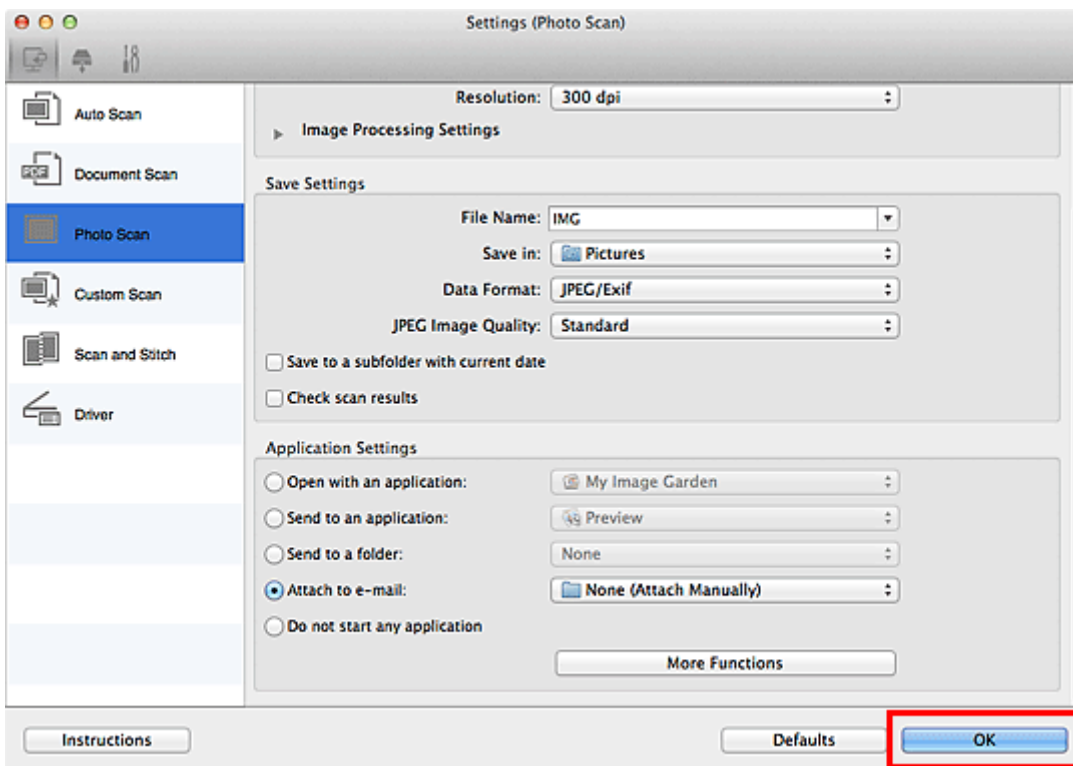 Settings (Photo Scan)
Auto Scan
PDF
Document Scan
Photo Scan
Custom Scan
Scan and Stitch
Driver
Resolution: 300 dpi
Image Processing Settings
Save Settings
File Name: IMG
Save in: Pictures
Data Format: JPEG/Exif
JPEG Image Quality: Standard
Save to a subfolder with current date
Check scan results
Application Settings
Open with an application: My Image Garden
Send to an application: Preview
Send to a folder: None
Attach to e-mail: None (Attach Manually)
Do not start any application
More Functions
Instructions
Defaults
OK